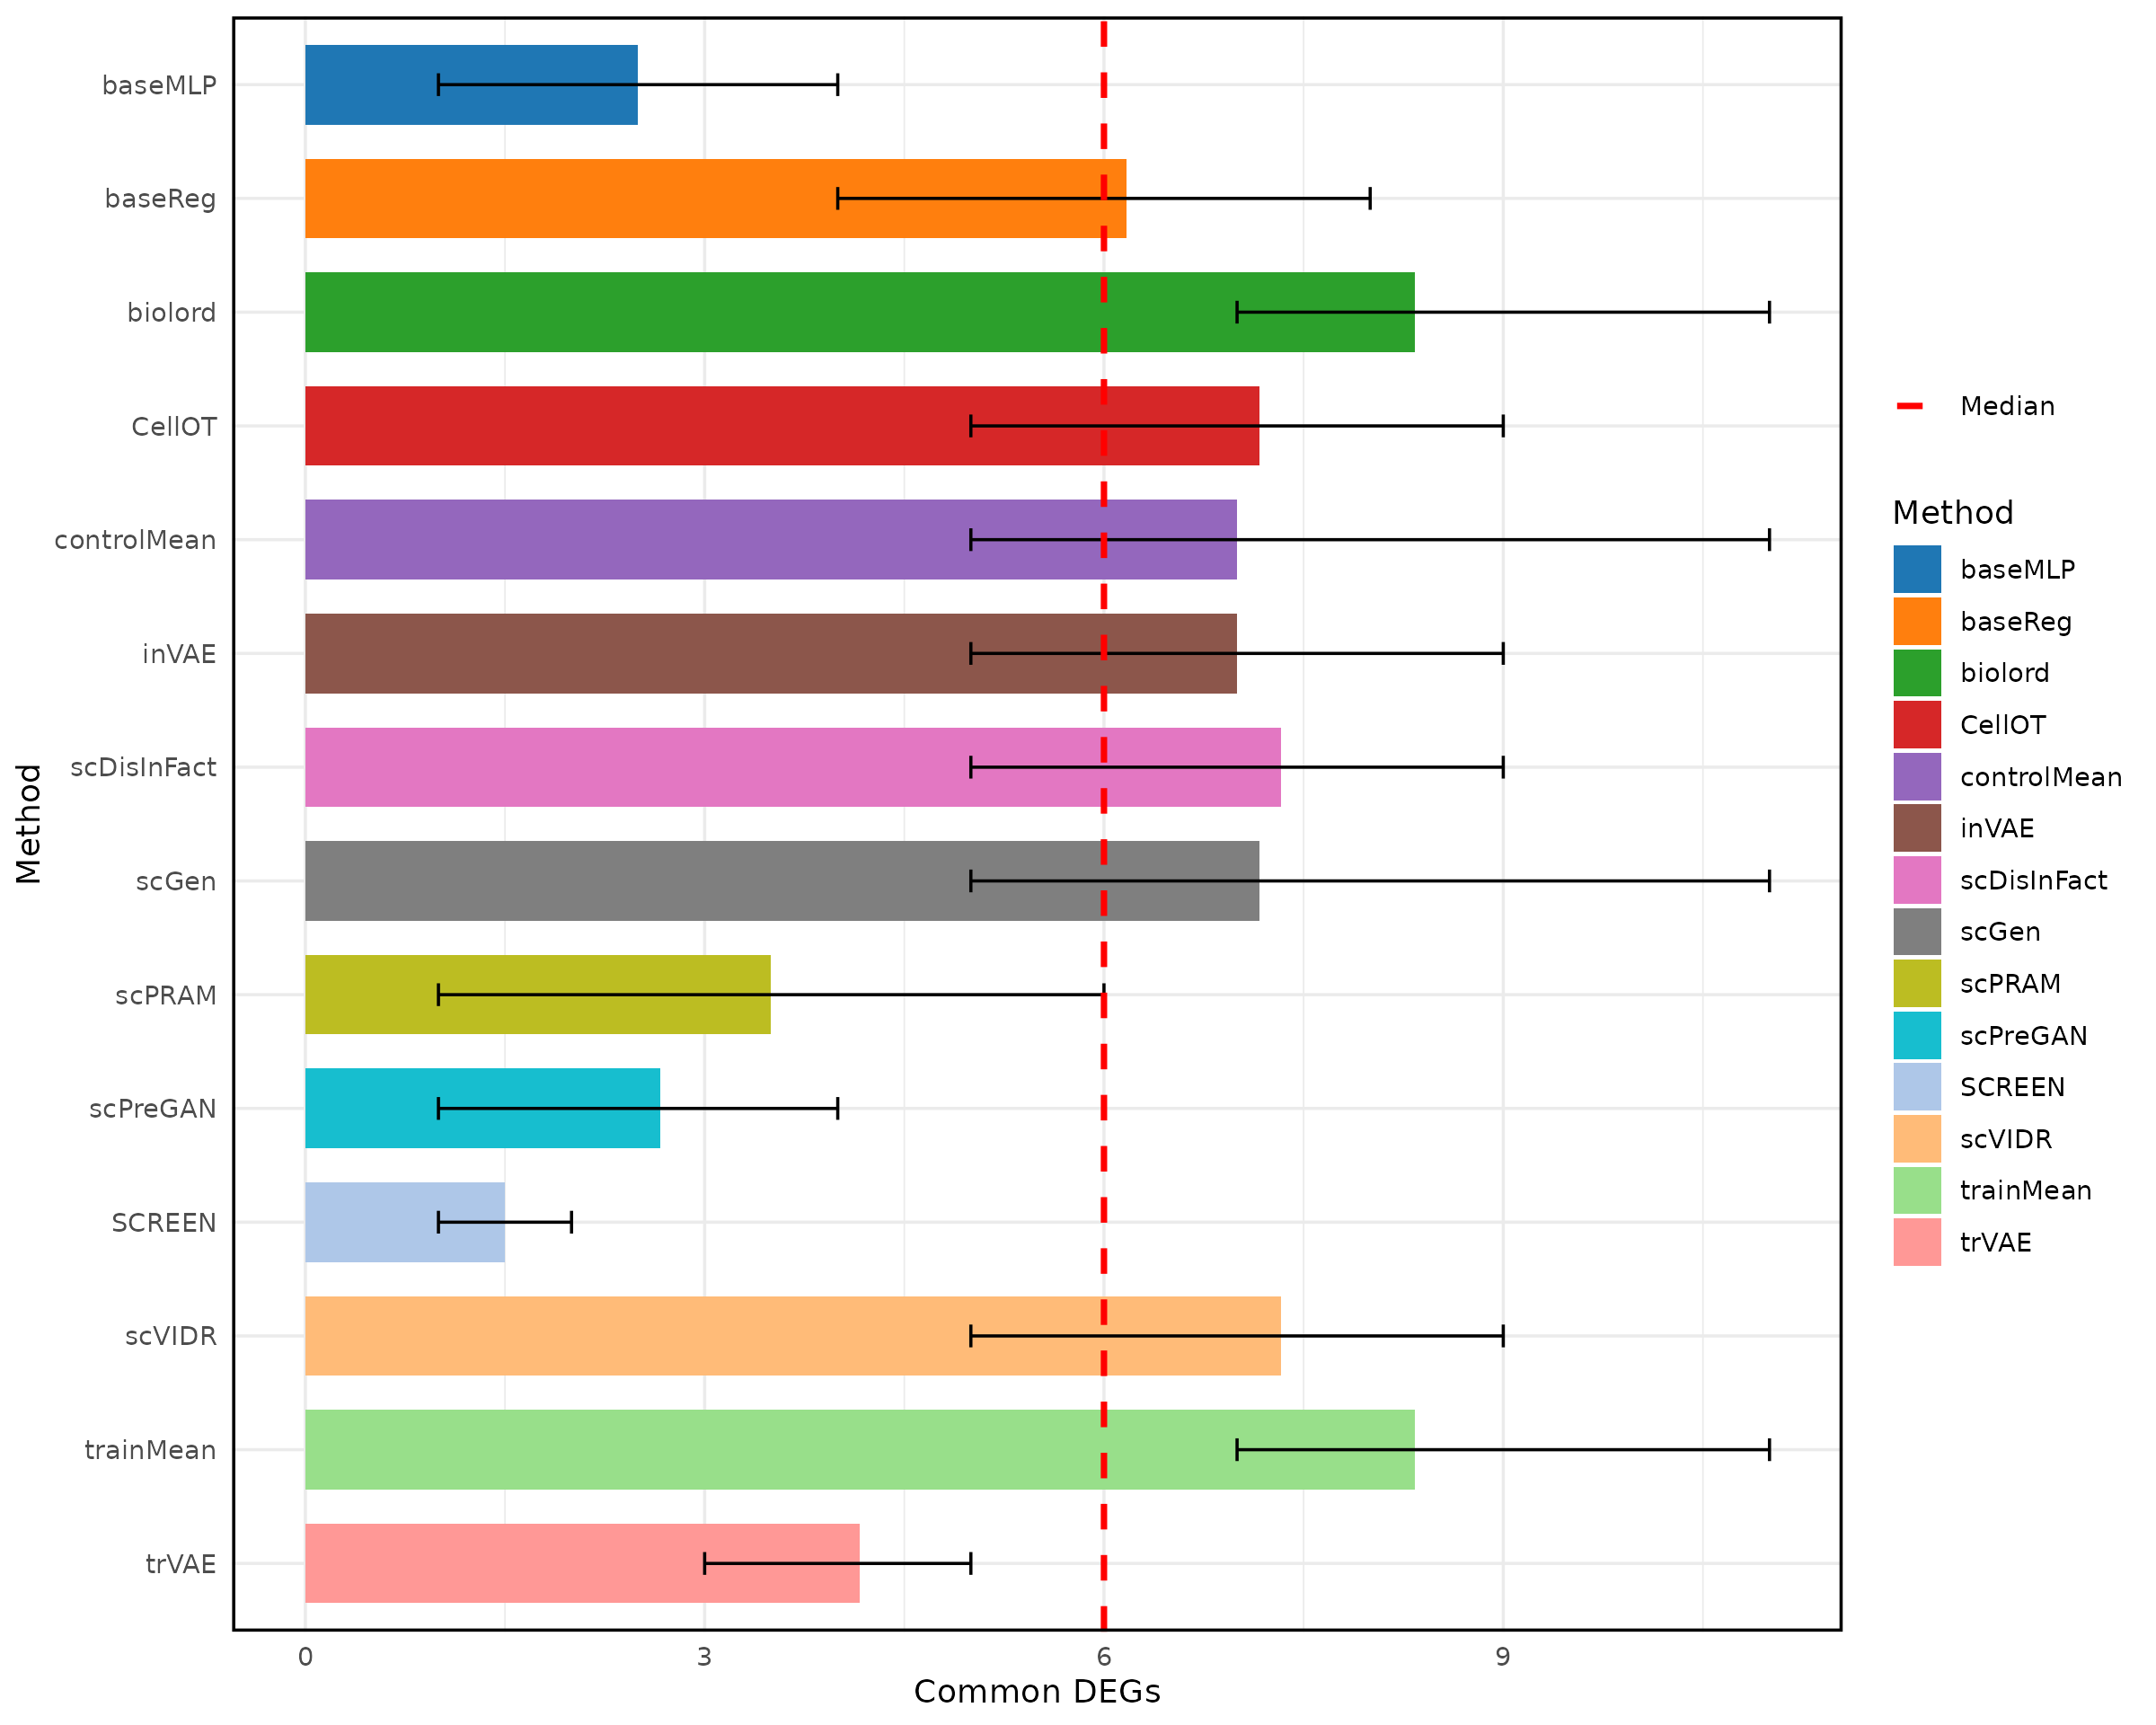 baseMLP
baseReg
biolord
CellOT
controlMean
inVAE
scDisInFact
scGen
scPRAM
scPreGAN
SCREEN
scVIDR
trainMean
trVAE
Method
0 3 6 9
Common DEGs
Median
Method
baseMLP
baseReg
biolord
CellOT
controlMean
inVAE
scDisInFact
scGen
scPRAM
scPreGAN
SCREEN
scVIDR
trainMean
trVAE